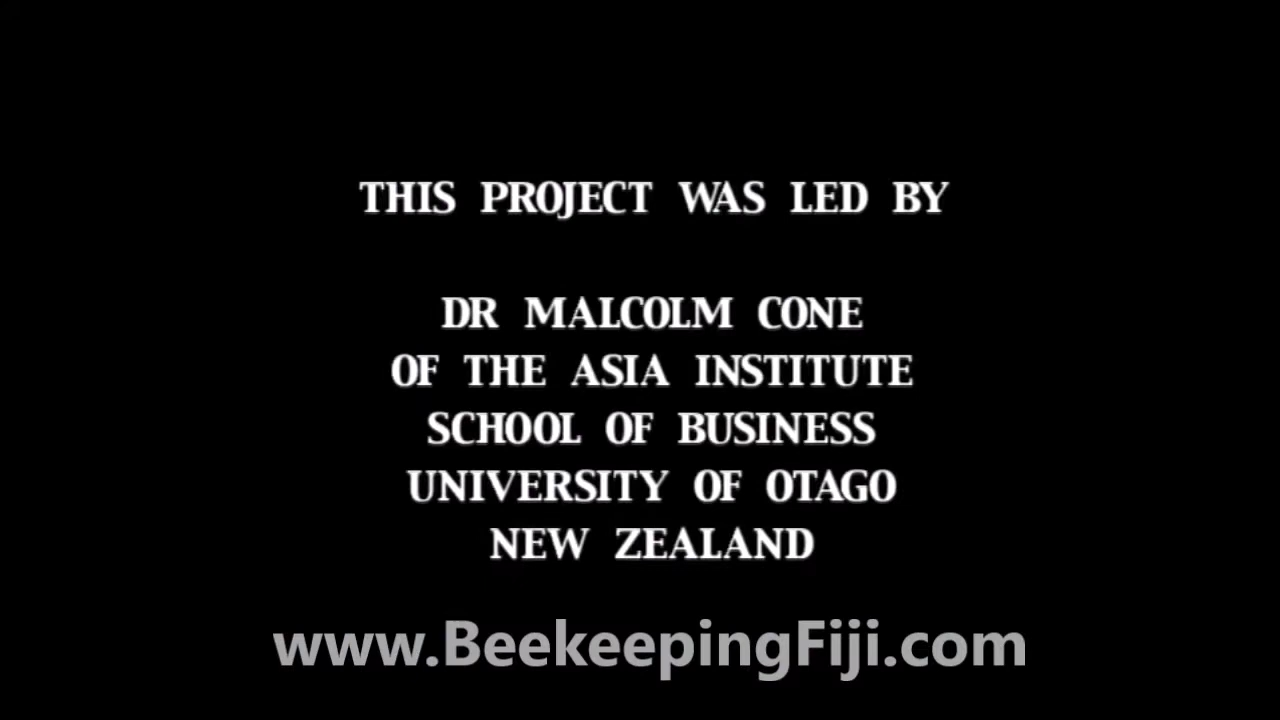 THIS PROJECT WAS LED BY
DR MALCOLM CONE
OF THE ASIA INSTITUTE
SCHOOL OF BUSINESS
UNIVERSITY OF OTAGO
NEW ZEALAND
www.BeekeepingFiji.com